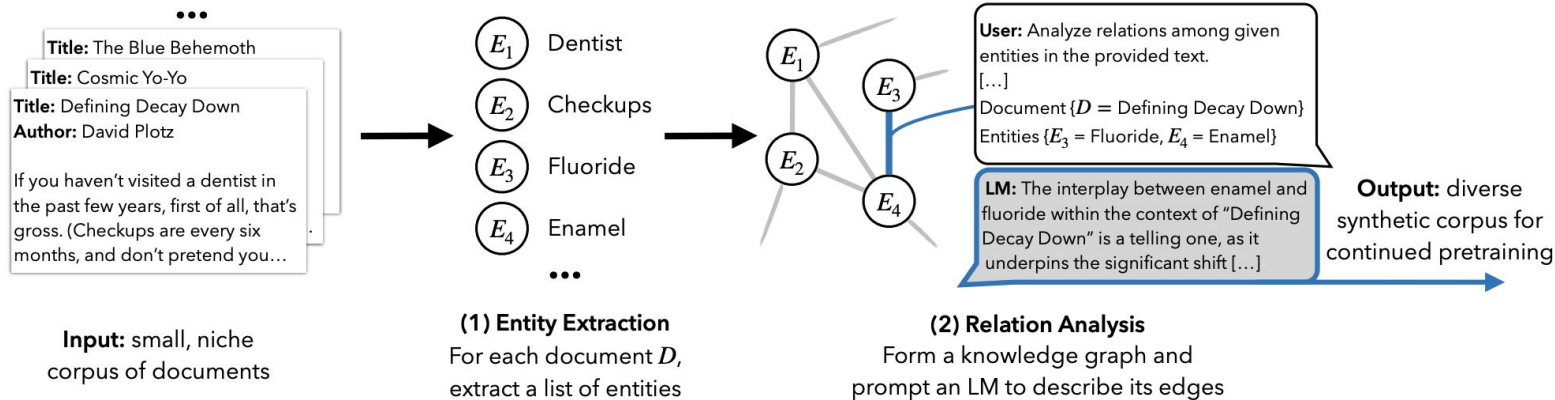 •••
Title: The Blue Behemoth
Title: Cosmic Yo-Yo
Title: Defining Decay Down
Author: David Plotz
If you haven't visited a dentist in
the past few years, first of all, that's
gross. (Checkups are every six
months, and don't pretend you…
.
Input: small, niche
corpus of documents
E1 Dentist
E2 Checkups
E3 Fluoride
E4 Enamel
•••
(1) Entity Extraction
For each document D,
extract a list of entities
E1
E3
E2
E4
User: Analyze relations among given
entities in the provided text.
[…]
Document {D = Defining Decay Down}
Entities {E3 = Fluoride, E4 = Enamel}
LM: The interplay between enamel and
fluoride within the context of "Defining
Decay Down" is a telling one, as it
underpins the significant shift […]
(2) Relation Analysis
Form a knowledge graph and
prompt an LM to describe its edges
Output: diverse
synthetic corpus for
continued pretraining